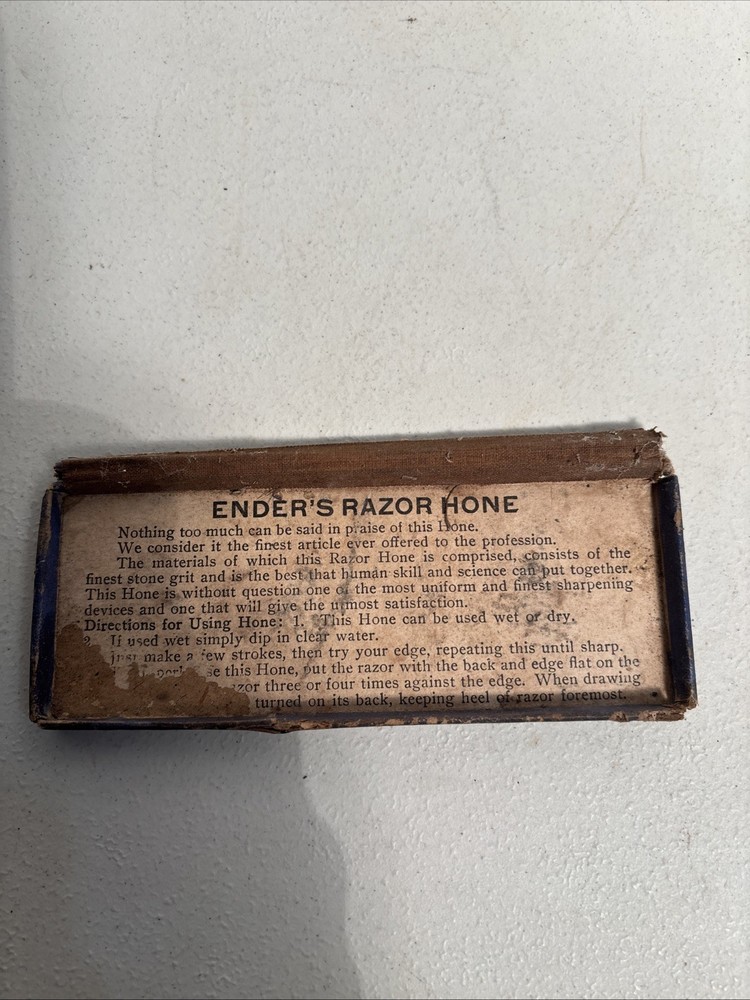 ENDER'S RAZOR HONE
Nothing too much can be said in praise of this Hone.
We consider it the finest article ever offered to the profession.
The materials of which this Razor Hone is comprised, consists of the
finest stone grit and is the best that human skill and science can put together.
This Hone is without question one of the most uniform and finest sharpening
devices and one that will give the utmost satisfaction.
Directions for Using Hone: 1. This Hone can be used wet or dry.
2. If used wet simply dip in clear water.
just make a few strokes, then try your edge, repeating this until sharp.
this Hone, put the razor with the back and edge flat on the
three or four times against the edge. When drawing
turned on its back, keeping heel of razor foremost.